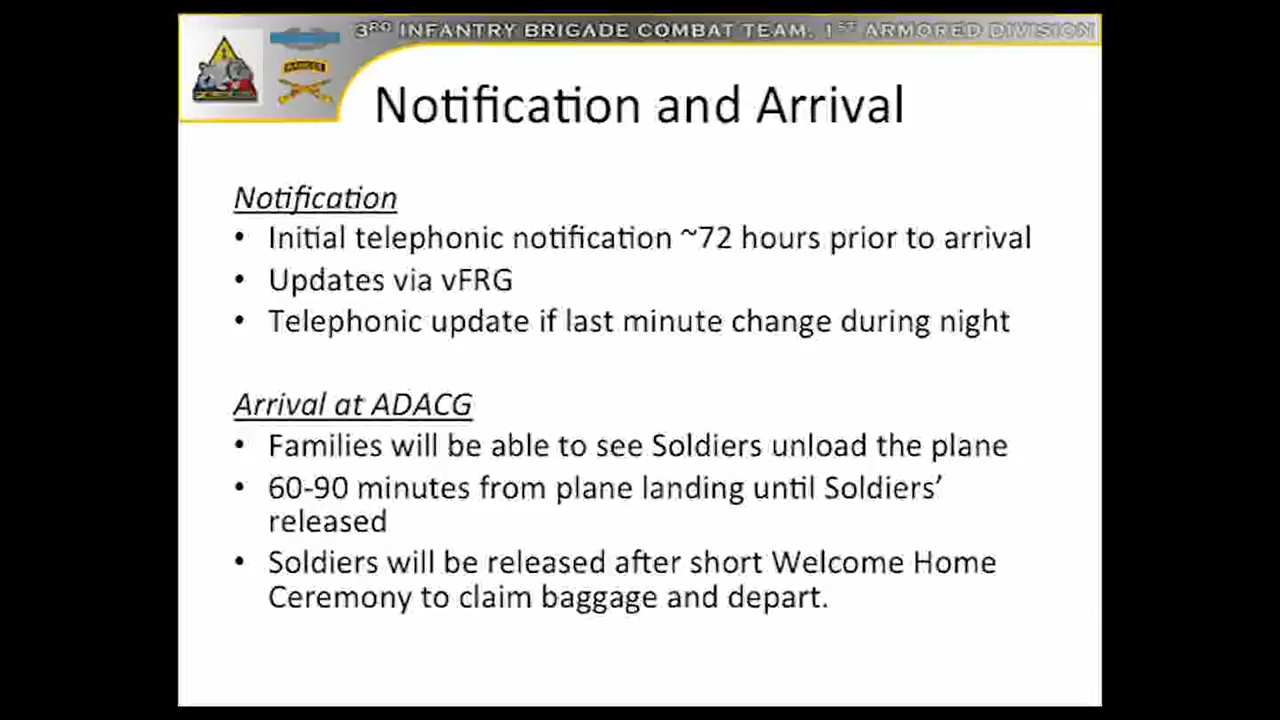 3RD INFANTRY BRIGADE COMBAT TEAM, 1ST ARMORED DIVISION
Notification and Arrival
Notification
• Initial telephonic notification ~72 hours prior to arrival
• Updates via vFRG
• Telephonic update if last minute change during night
Arrival at ADACG
• Families will be able to see Soldiers unload the plane
• 60-90 minutes from plane landing until Soldiers’
released
• Soldiers will be released after short Welcome Home
Ceremony to claim baggage and depart.